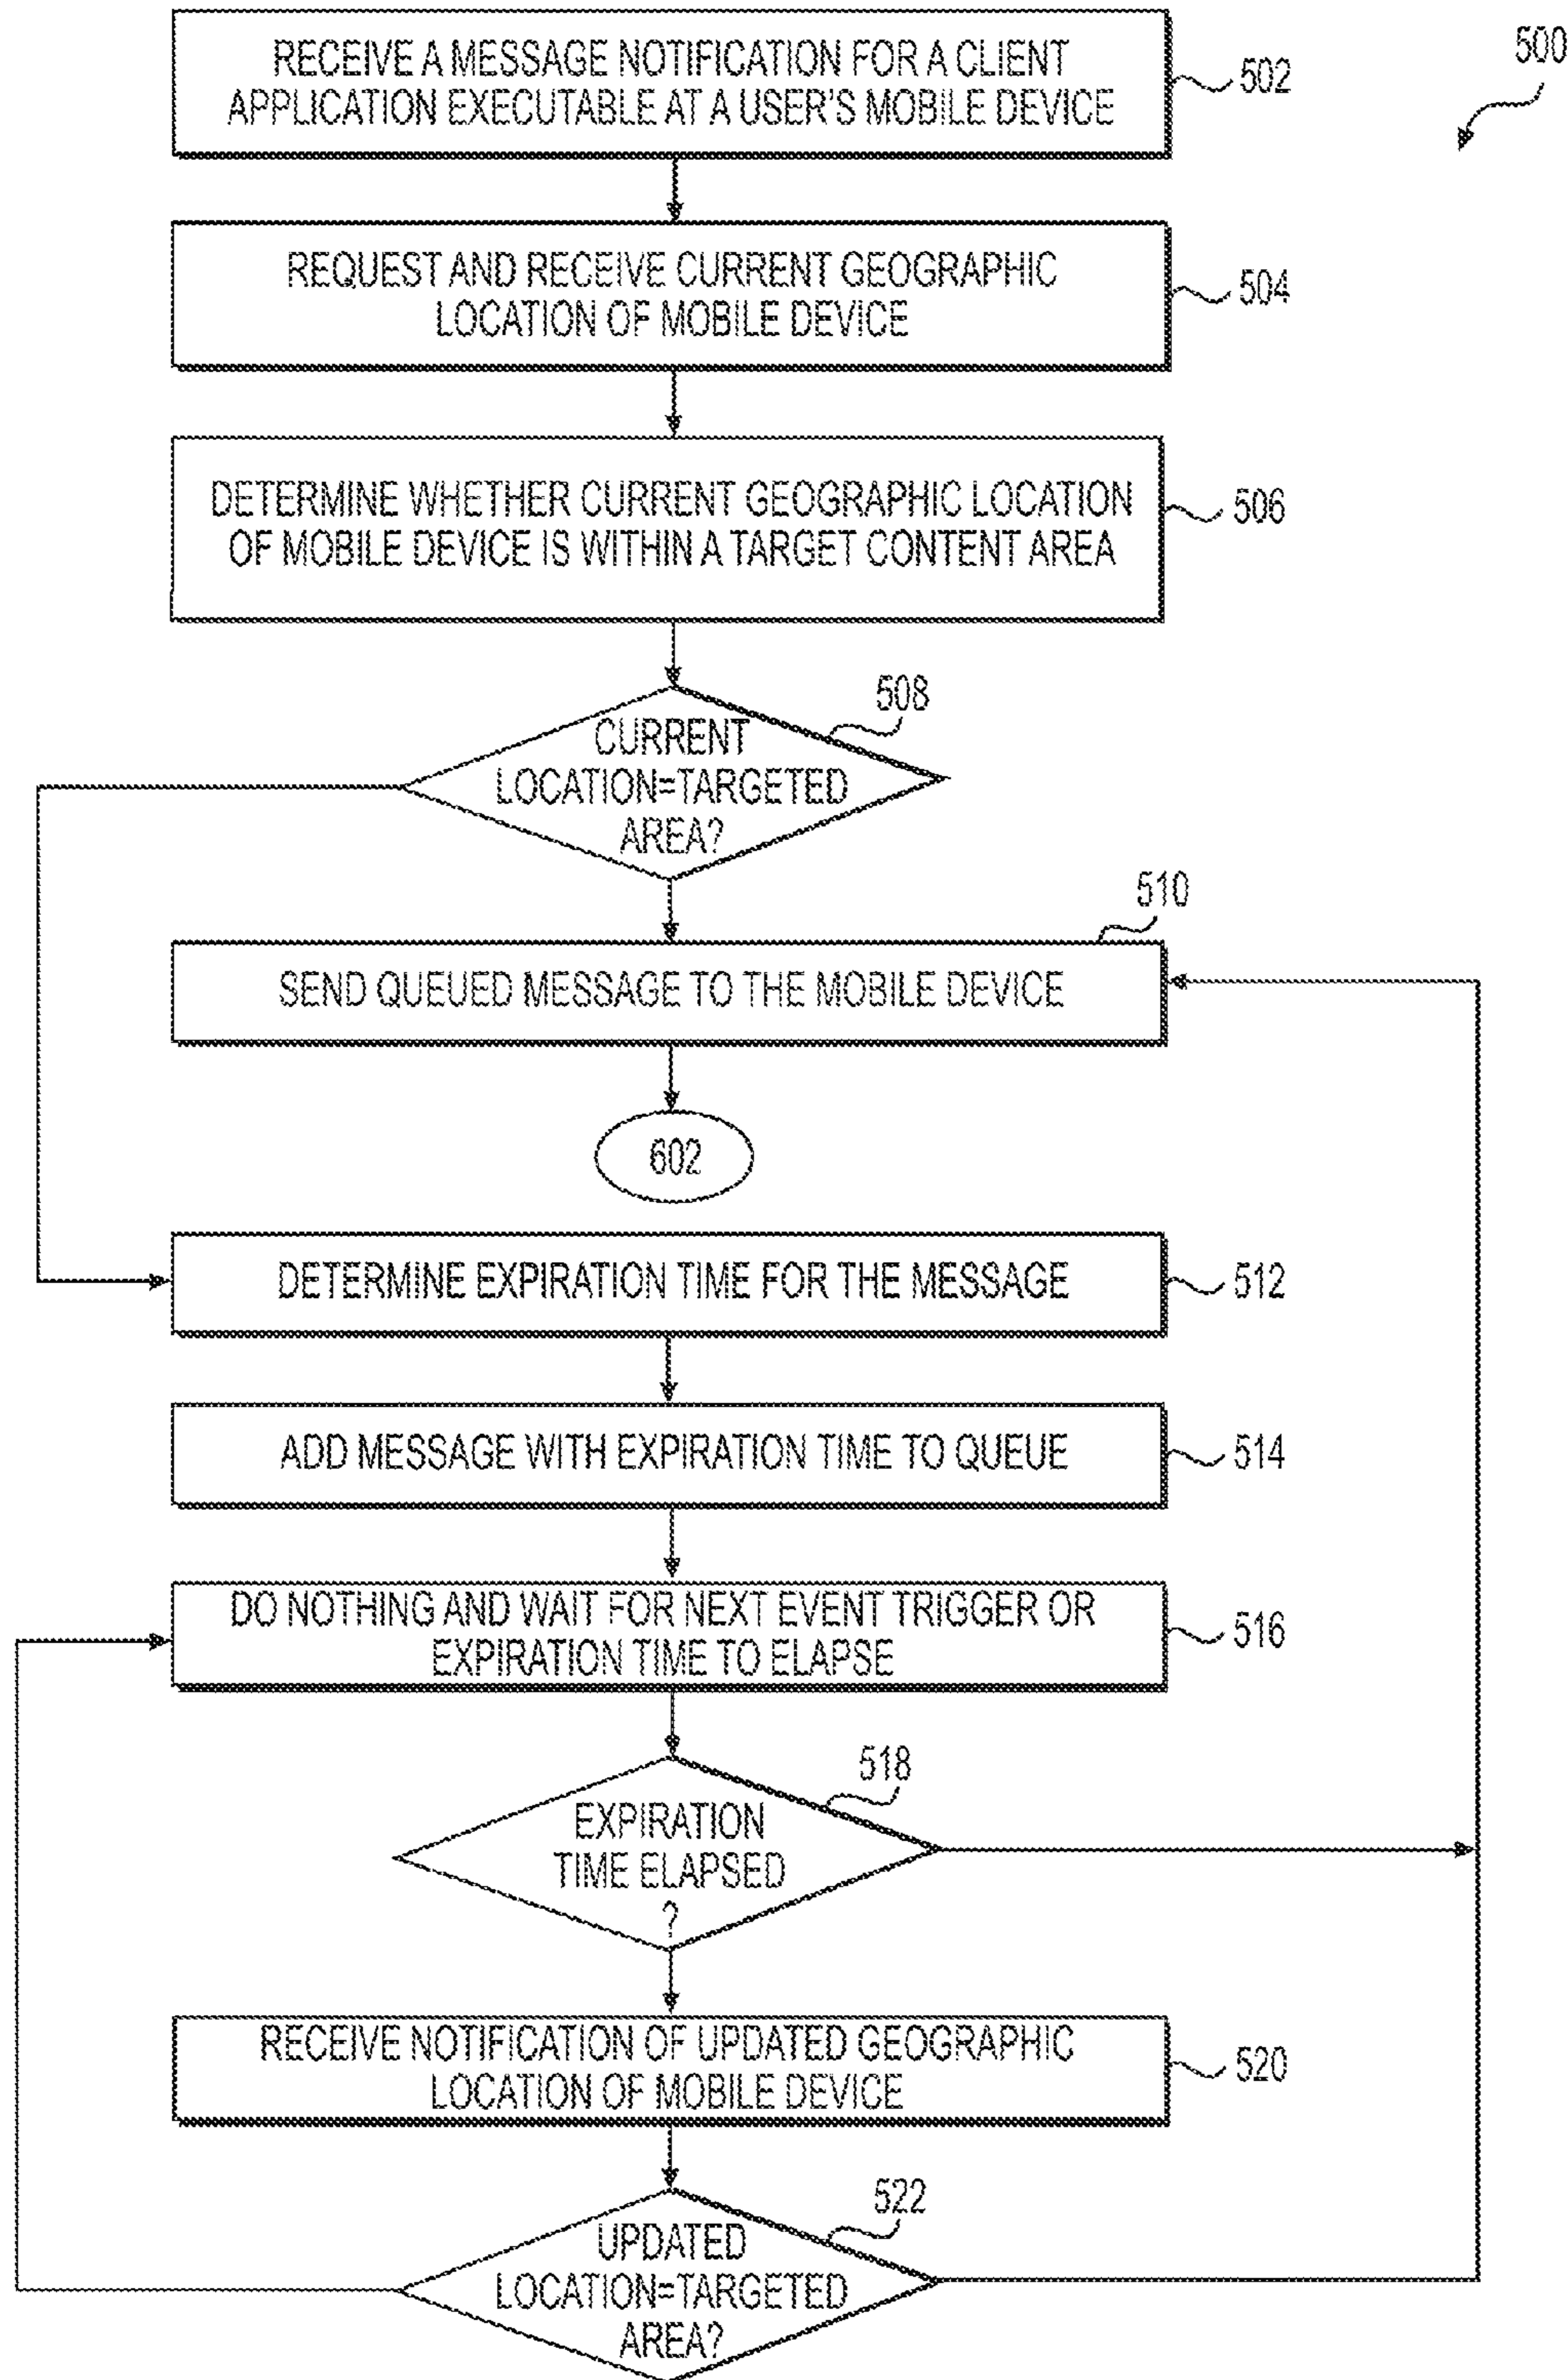 500
RECEIVE A MESSAGE NOTIFICATION FOR A CLIENT
APPLICATION EXECUTABLE AT A USER'S MOBILE DEVICE
502
REQUEST AND RECEIVE CURRENT GEOGRAPHIC
LOCATION OF MOBILE DEVICE
504
DETERMINE WHETHER CURRENT GEOGRAPHIC LOCATION
OF MOBILE DEVICE IS WITHIN A TARGET CONTENT AREA
506
508
CURRENT
LOCATION=TARGETED
AREA?
510
SEND QUEUED MESSAGE TO THE MOBILE DEVICE
602
DETERMINE EXPIRATION TIME FOR THE MESSAGE
512
ADD MESSAGE WITH EXPIRATION TIME TO QUEUE
514
DO NOTHING AND WAIT FOR NEXT EVENT TRIGGER OR
EXPIRATION TIME TO ELAPSE
516
518
EXPIRATION
TIME ELAPSED
?
RECEIVE NOTIFICATION OF UPDATED GEOGRAPHIC
LOCATION OF MOBILE DEVICE
520
522
UPDATED
LOCATION=TARGETED
AREA?